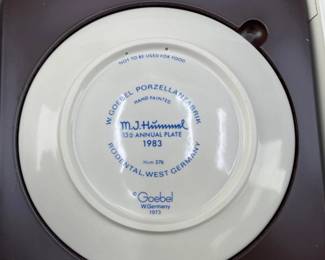 NOT TO BE USED FOR FOOD
W. GOEBEL PORZELLANFABRIK
HAND PAINTED
M.J. Hummel
13th ANNUAL PLATE
1983
RODENTAL, WEST GERMANY
Hum 276
© Goebel
W. Germany
1973